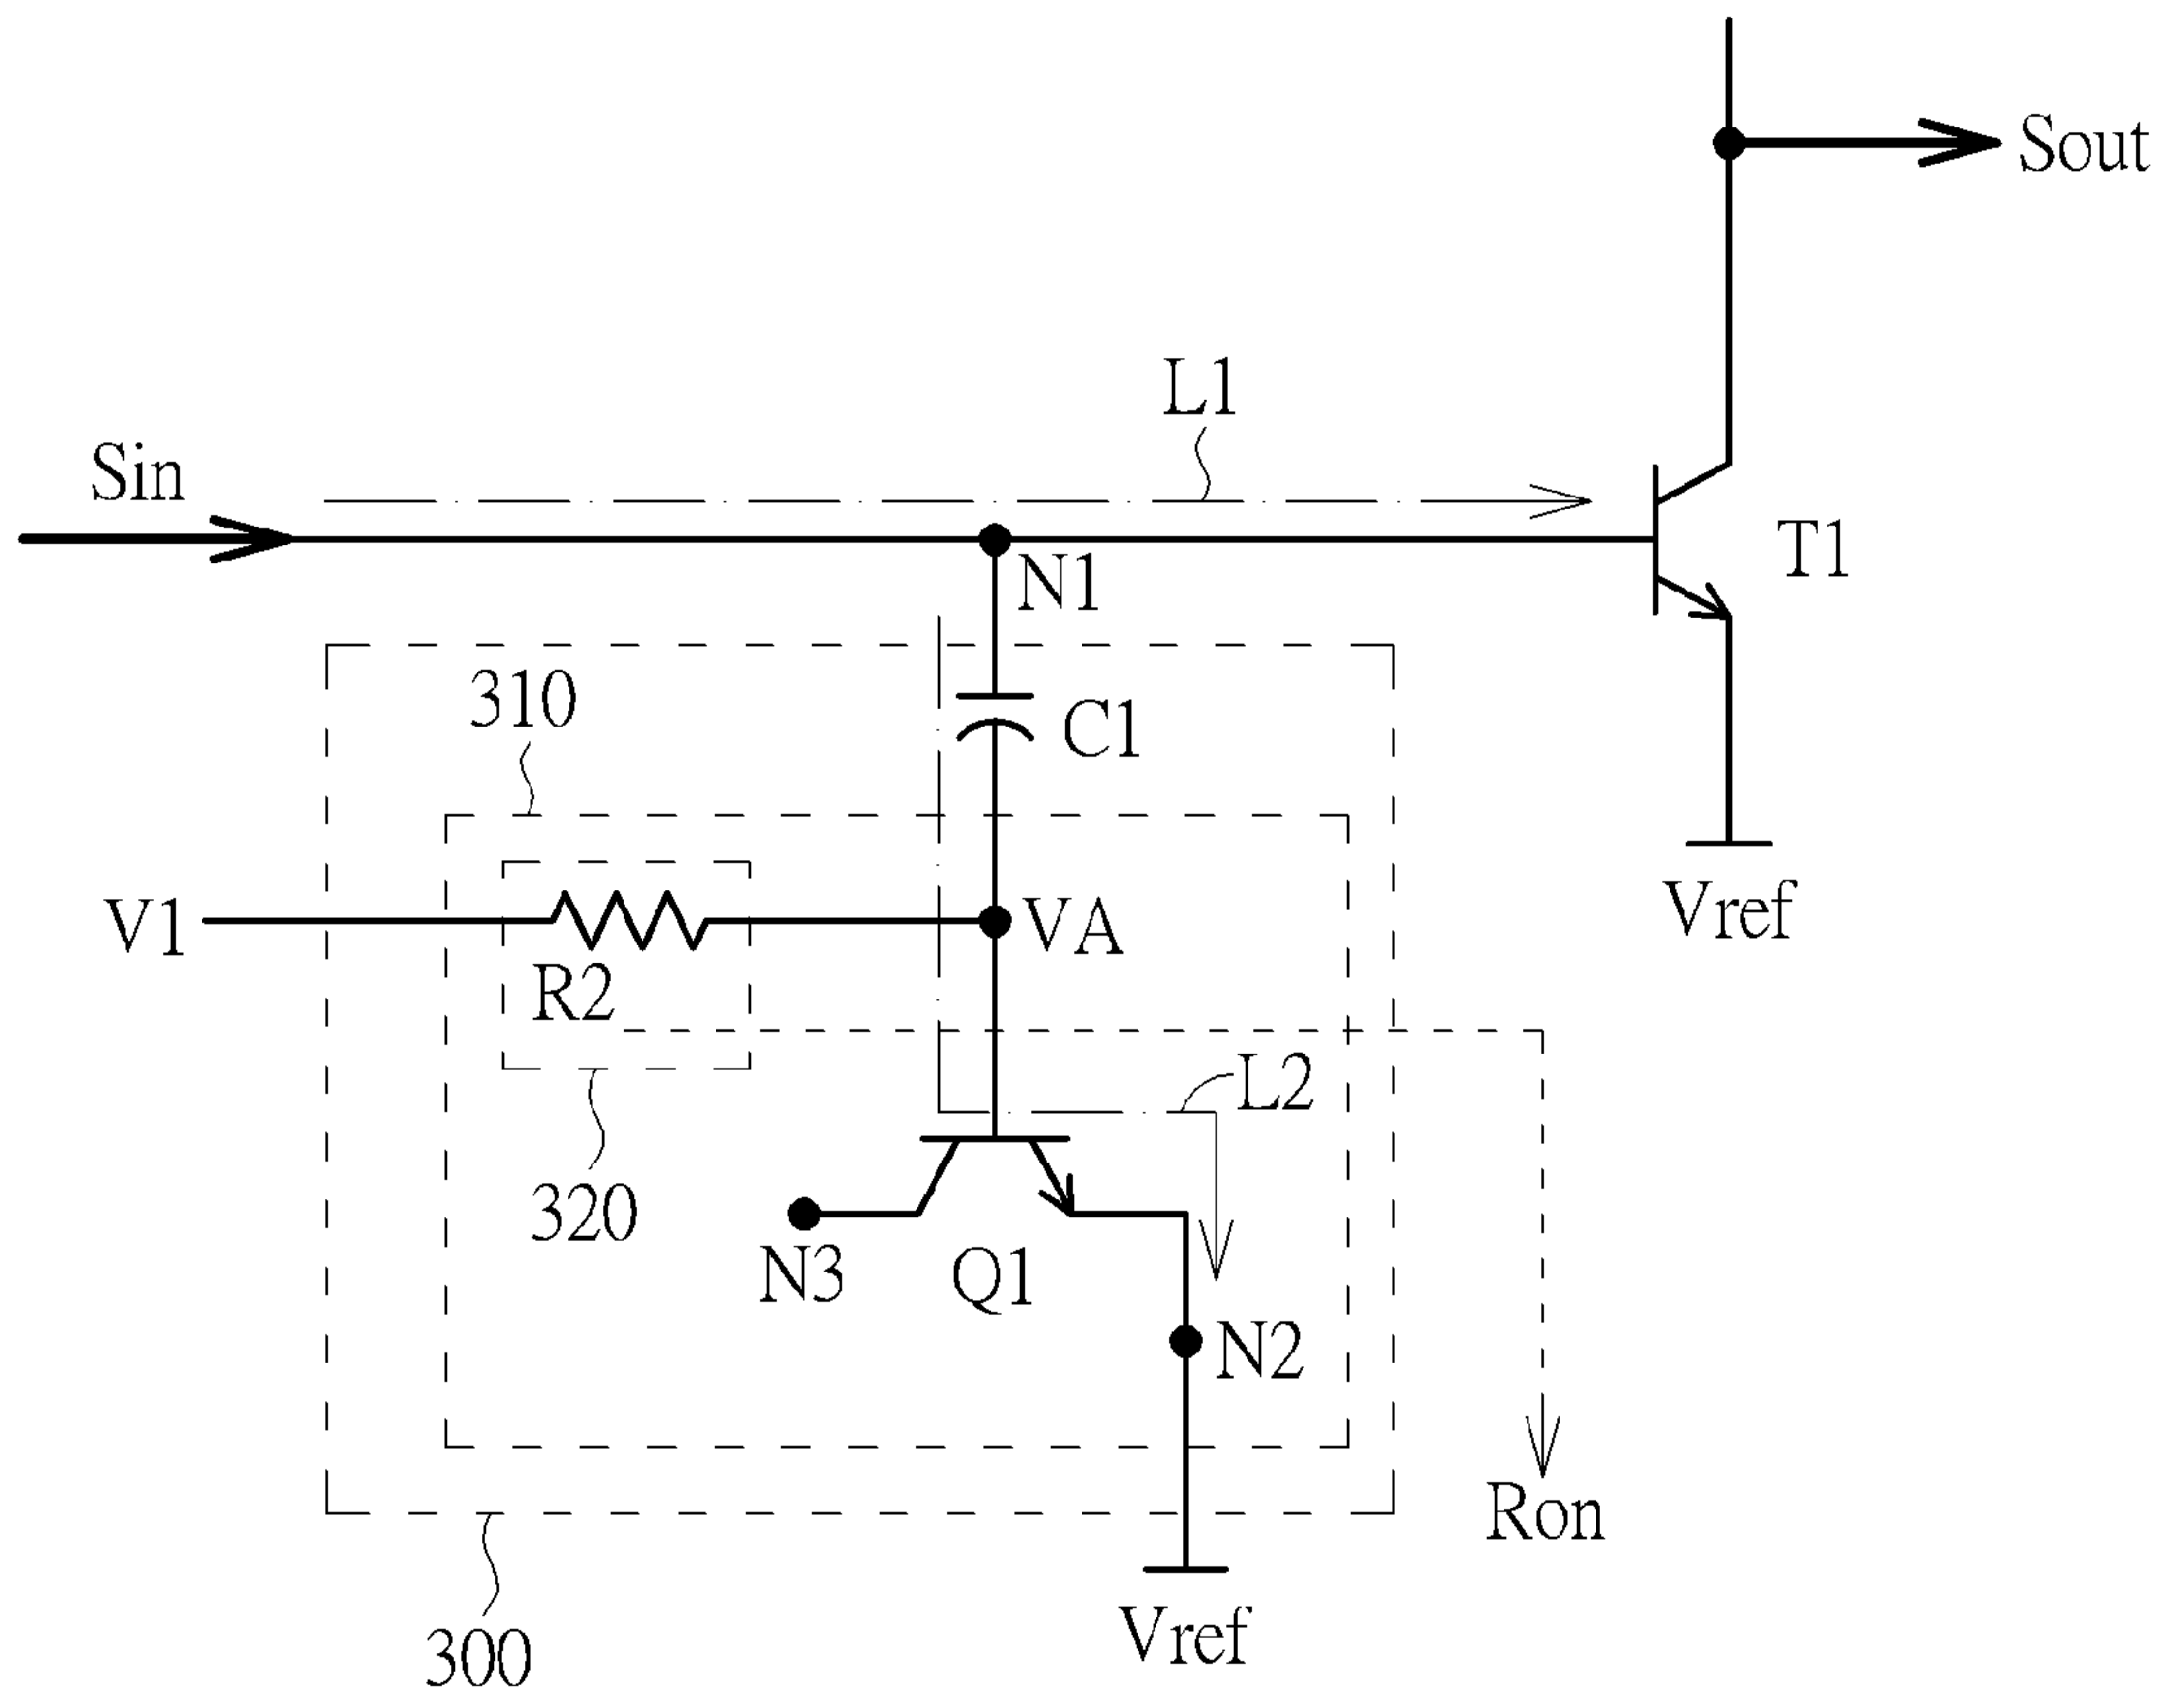 Sout
L1
Sin
T1
N1
310
C1
V1
VA
Vref
R2
L2
320
N3
Q1
N2
Ron
Vref
300